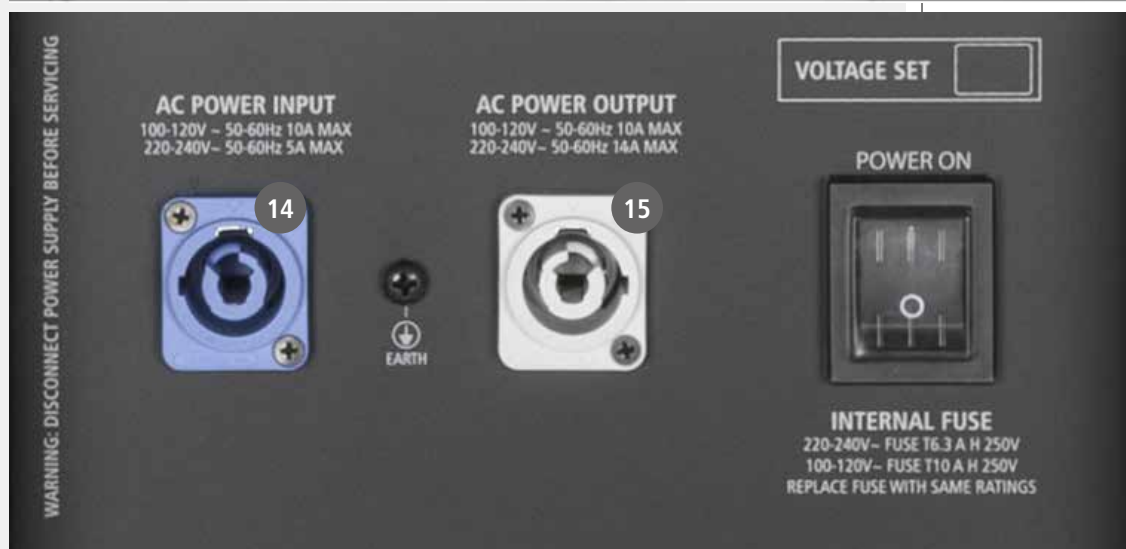 WARNING: DISCONNECT POWER SUPPLY BEFORE SERVICING
AC POWER INPUT
100-120V ~ 50-60Hz 10A MAX
220-240V~ 50-60Hz 5A MAX
14
EARTH
AC POWER OUTPUT
100-120V ~ 50-60Hz 10A MAX
220-240V~ 50-60Hz 14A MAX
15
VOLTAGE SET
POWER ON
INTERNAL FUSE
220-240V~ FUSE T6.3 A H 250V
100-120V~ FUSE T10 A H 250V
REPLACE FUSE WITH SAME RATINGS